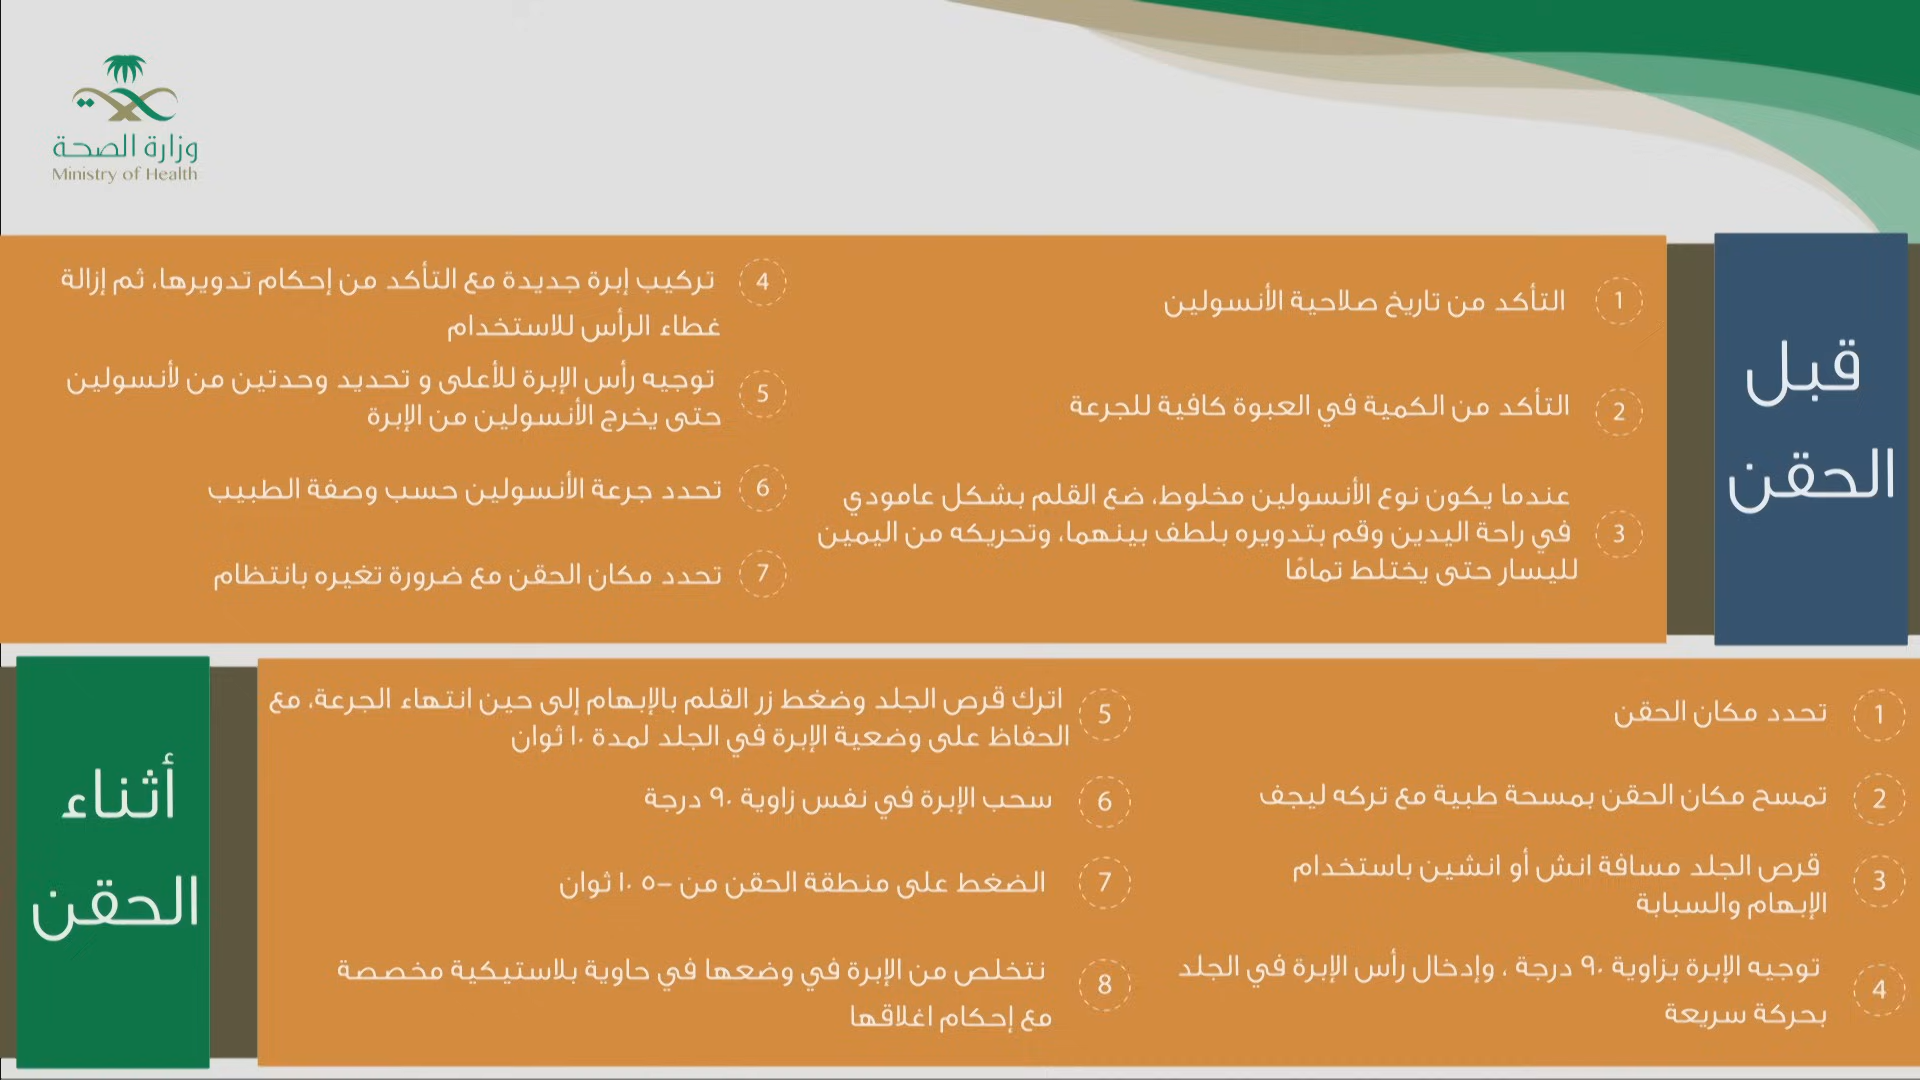 وزارة الصحة
Ministry of Health
قبل
الحقن
1 التأكد من تاريخ صلاحية الأنسولين
2 التأكد من الكمية في العبوة كافية للجرعة
3 عندما يكون نوع الأنسولين مخلوط، ضع القلم بشكل عامودي
في راحة اليدين وقم بتدويره بلطف بينهما، وتحريكه من اليمين
لليسار حتى يختلط تمامًا
4 تركيب إبرة جديدة مع التأكد من إحكام تدويرها، ثم إزالة
غطاء الرأس للاستخدام
5 توجيه رأس الإبرة للأعلى و تحديد وحدتين من لأنسولين
حتى يخرج الأنسولين من الإبرة
6 تحدد جرعة الأنسولين حسب وصفة الطبيب
7 تحدد مكان الحقن مع ضرورة تغيره بانتظام
أثناء
الحقن
1 تحدد مكان الحقن
2 تمسح مكان الحقن بمسحة طبية مع تركه ليجف
3 قرص الجلد مسافة انش أو انشين باستخدام
الإبهام والسبابة
4 توجيه الإبرة بزاوية ٩٠ درجة ، وإدخال رأس الإبرة في الجلد
بحركة سريعة
5 اترك قرص الجلد وضغط زر القلم بالإبهام إلى حين انتهاء الجرعة، مع
الحفاظ على وضعية الإبرة في الجلد لمدة ١٠ ثوان
6 سحب الإبرة في نفس زاوية ٩٠ درجة
7 الضغط على منطقة الحقن من -٥ ١٠ ثوان
8 نتخلص من الإبرة في وضعها في حاوية بلاستيكية مخصصة
مع إحكام اغلاقها